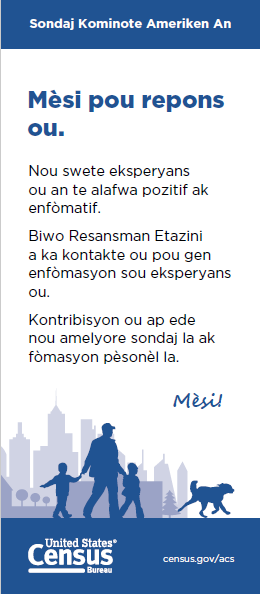 Sondaj Kominote Ameriken An
Mèsi pou repons
ou.
Nou swete eksperyans
ou an te alafwa pozitif ak
enfòmatif.
Biwo Resansman Etazini
a ka kontakte ou pou gen
enfòmasyon sou eksperyans
ou.
Kontribisyon ou ap ede
nou amelyore sondaj la ak
fòmasyon pèsonèl la.
Mèsi!
United States®
Census
Bureau
census.gov/acs